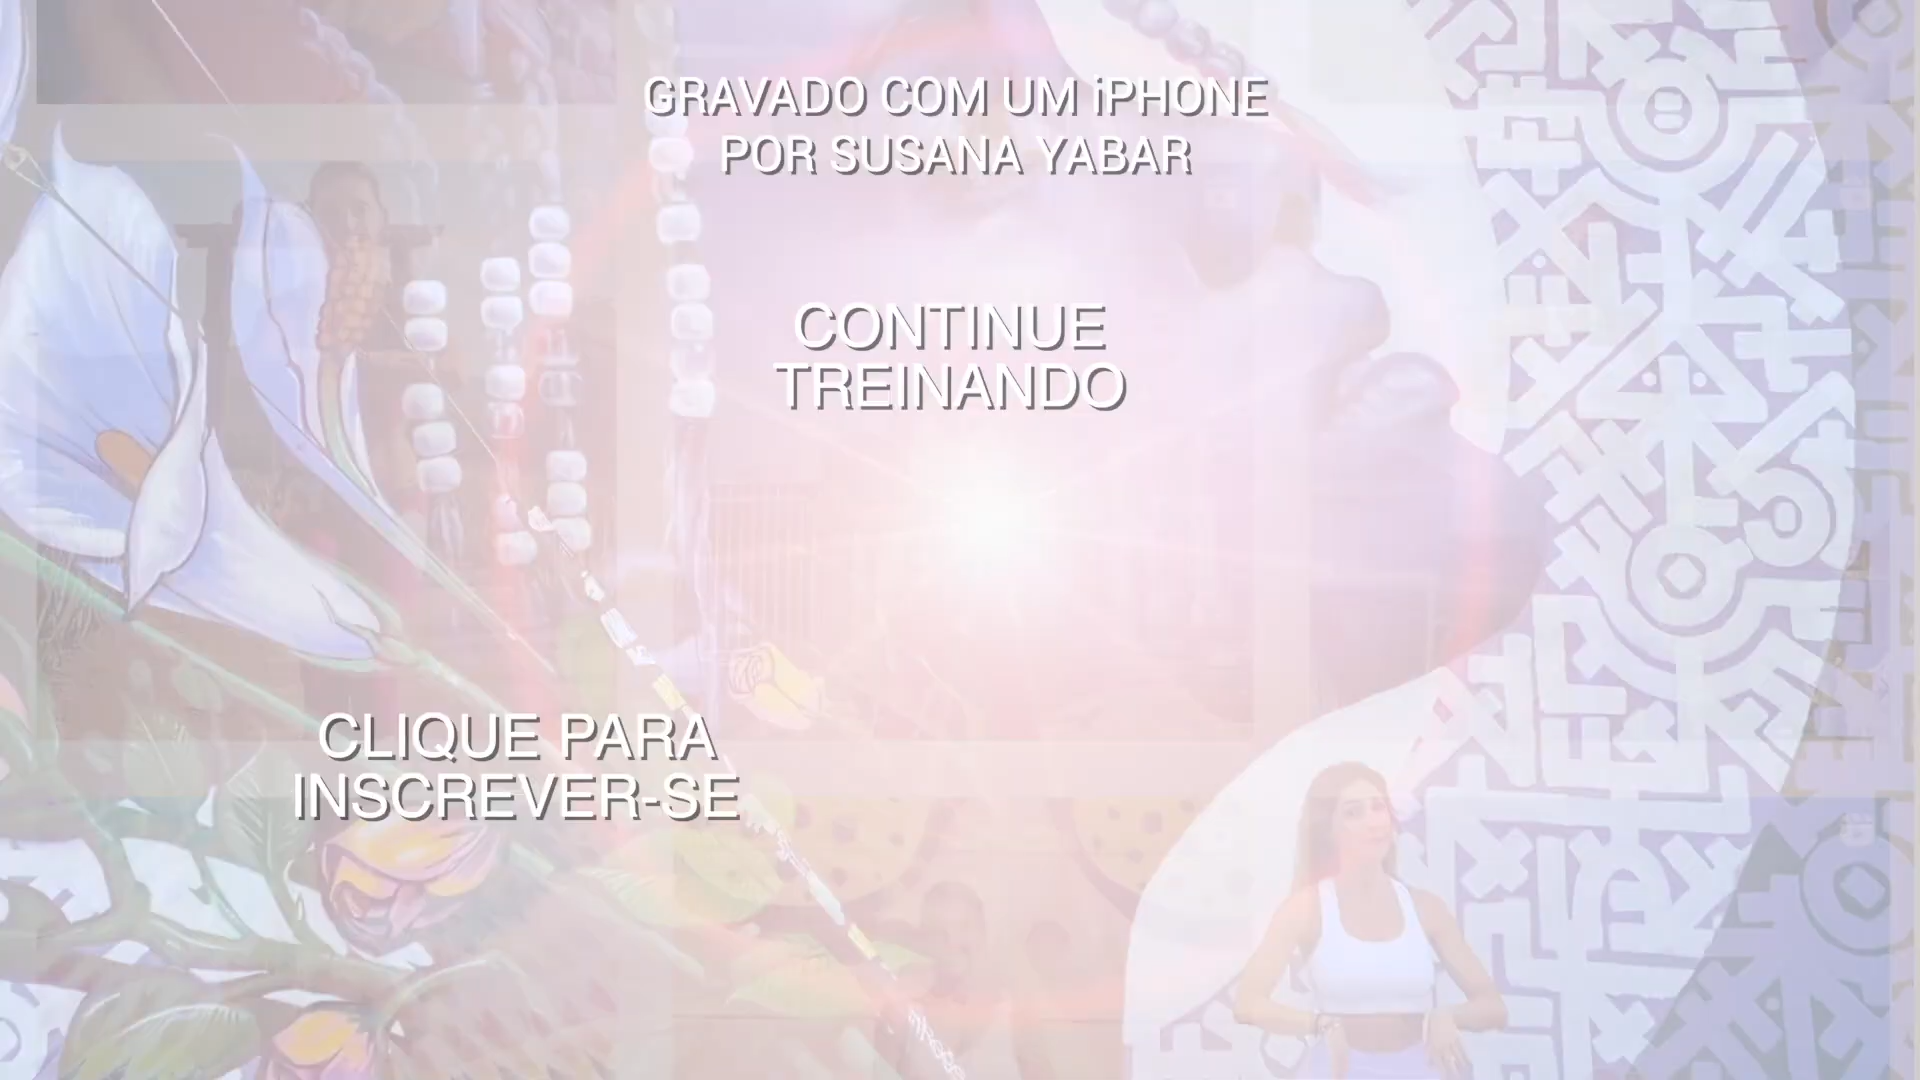 GRAVADO COM UM iPHONE
POR SUSANA YABAR
CONTINUE
TREINANDO
CLIQUE PARA
INSCREVER-SE